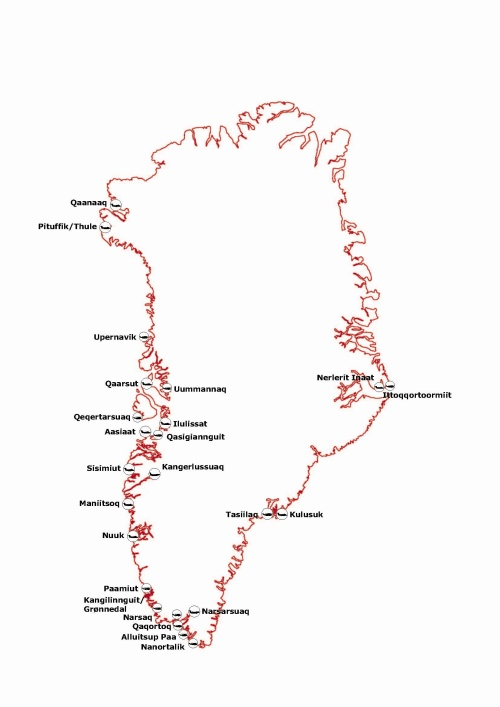 Qaanaaq
Pituffik/Thule
Upernavik
Qaarsut
Uummannaq
Nerlerit Inaat
Ittoqqortoormiit
Qeqertarsuaq
Ilulissat
Aasiaat
Qasigiannguit
Sisimiut
Kangerlussuaq
Maniitsoq
Tasiilaq
Kulusuk
Nuuk
Paamiut
Kangilinnguit/
Grønnedal
Narsaq
Narsarsuaq
Qaqortoq
Alluitsup Paa
Nanortalik